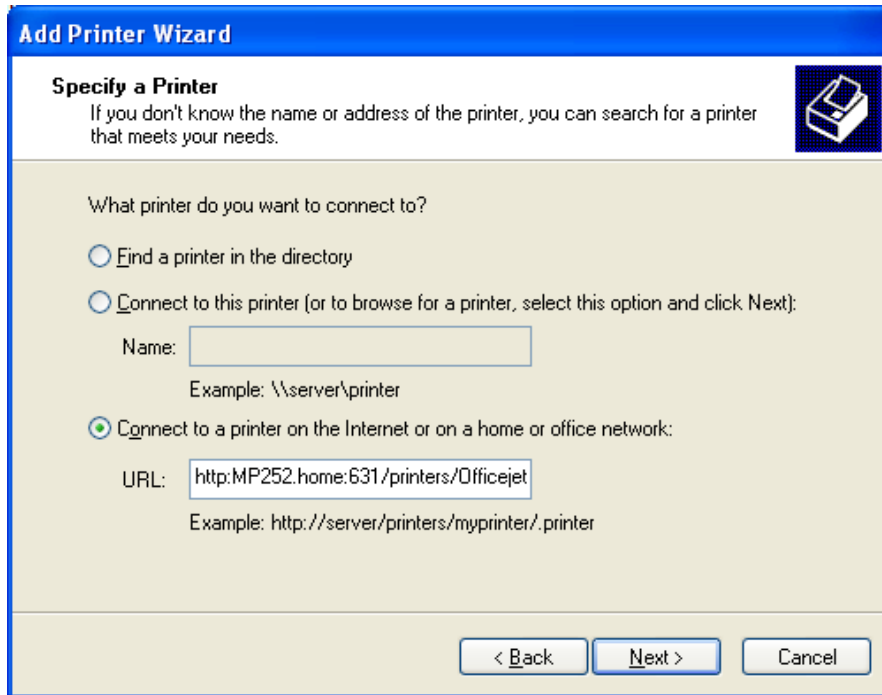 Add Printer Wizard
Specify a Printer
If you don't know the name or address of the printer, you can search for a printer
that meets your needs.
What printer do you want to connect to?
Find a printer in the directory
Connect to this printer (or to browse for a printer, select this option and click Next):
Name:
Example: \\server\printer
Connect to a printer on the Internet or on a home or office network:
URL: http:MP252.home:631/printers/Officejet
Example: http://server/printers/myprinter/.printer
< Back Next > Cancel